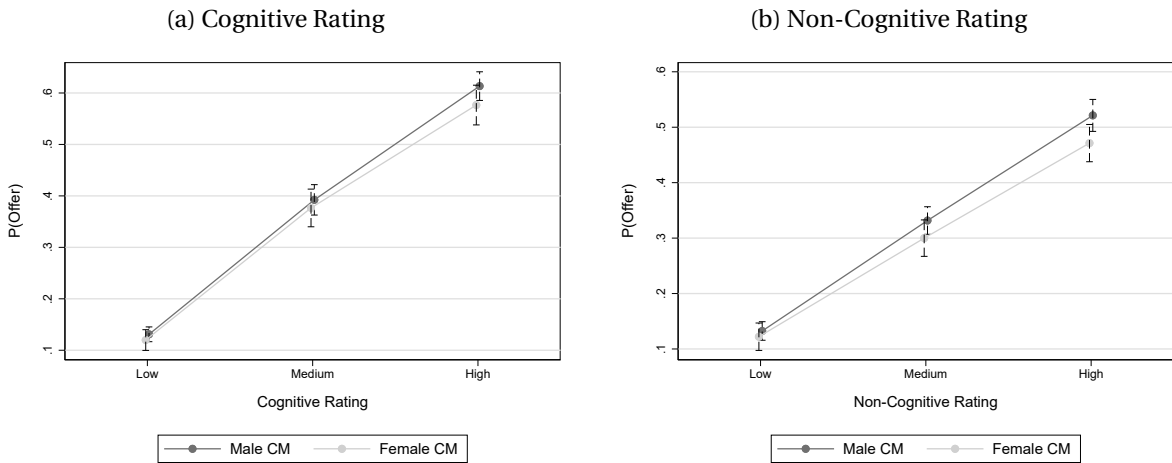 (a) Cognitive Rating
P(Offer)
.6
.5
.4
.3
.2
.1
Low Medium High
Cognitive Rating
Male CM Female CM
(b) Non-Cognitive Rating
P(Offer)
.6
.5
.4
.3
.2
.1
Low Medium High
Non-Cognitive Rating
Male CM Female CM